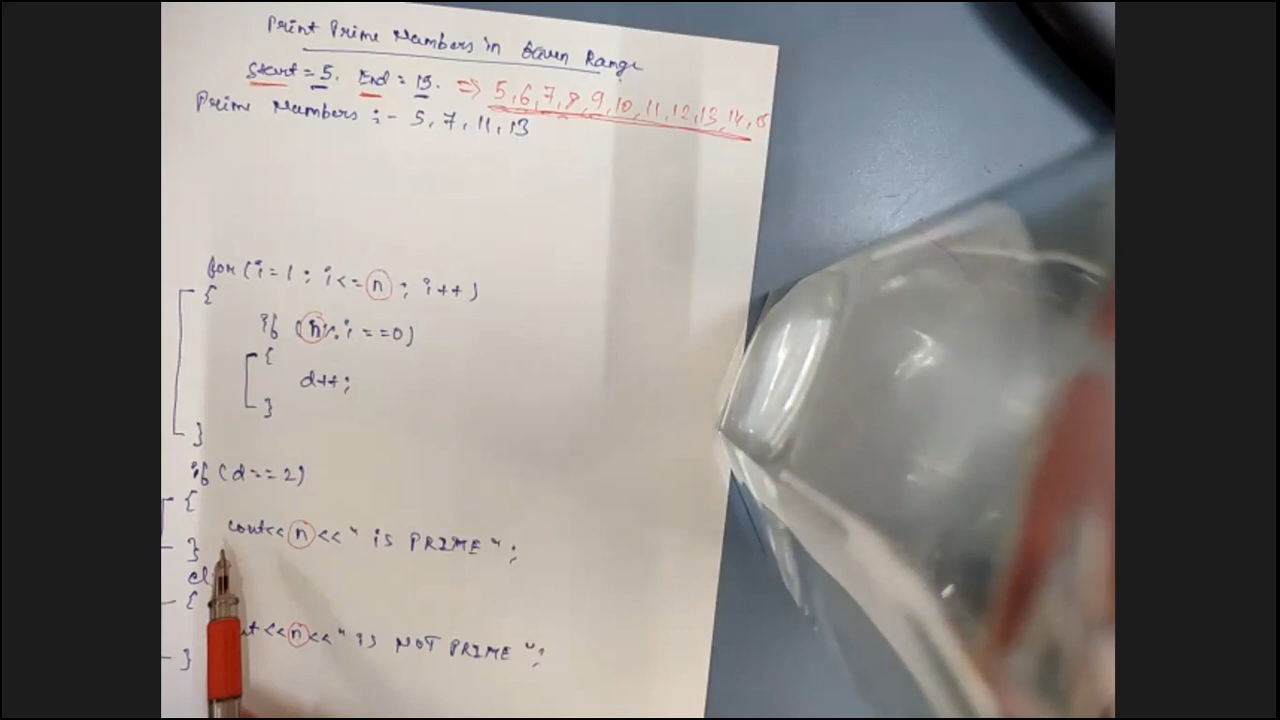 Print Prime Numbers in Given Range
Start = 5. End = 15. => 5,6,7,8,9,10,11,12,13,14,15
Prime Numbers :- 5, 7, 11, 13
for(i=1; i<=n; i++)
{
if (n%i==0)
{
d++;
}
}
if (d==2)
{
cout<<n<<" is PRIME";
}
{
<<n<<" is NOT PRIME";
}